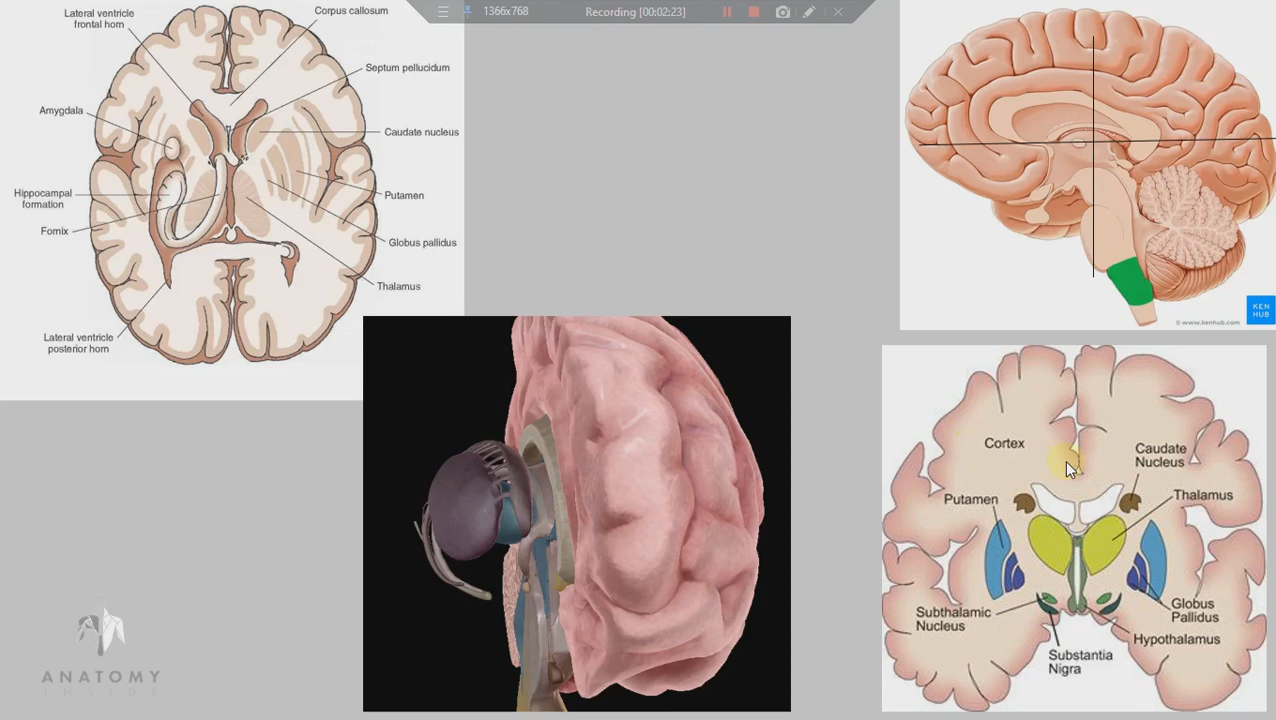 1366x768
Recording [00:02:23]
Lateral ventricle
frontal horn
Corpus callosum
Septum pellucidum
Amygdala
Caudate nucleus
Hippocampal
formation
Putamen
Fornix
Globus pallidus
Thalamus
Lateral ventricle
posterior horn
KEN
HUB
© www.kenhub.com
Cortex
Caudate
Nucleus
Putamen
Thalamus
Subthalamic
Nucleus
Globus
Pallidus
Hypothalamus
Substantia
Nigra
ANATOMY
INSIDE